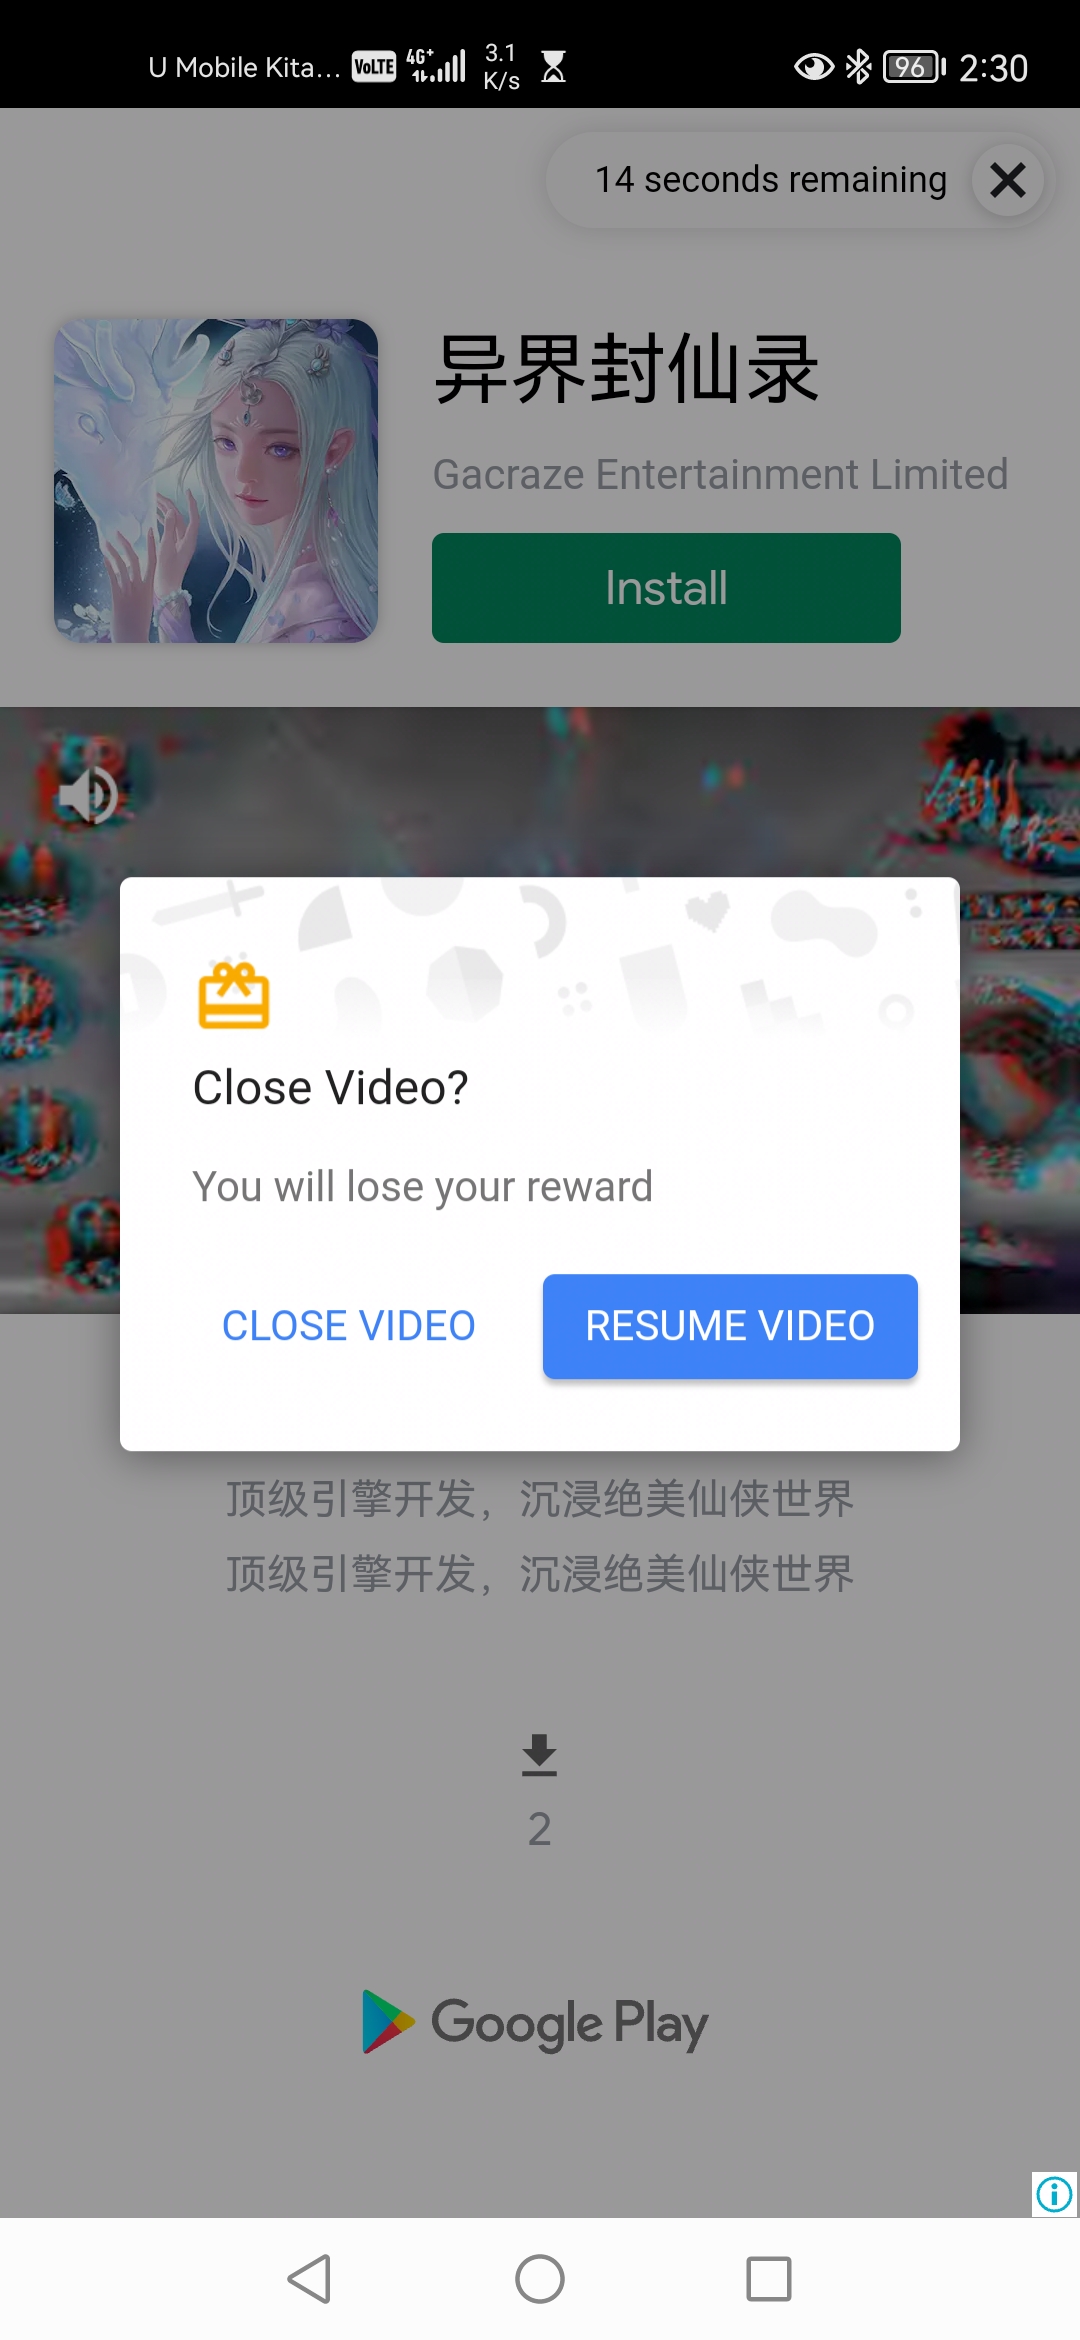 U Mobile Kita... VoLTE 4G+ 3.1 K/s 96 2:30
14 seconds remaining
异界封仙录
Gacraze Entertainment Limited
Install
Close Video?
You will lose your reward
CLOSE VIDEO RESUME VIDEO
顶级引擎开发，沉浸绝美仙侠世界
顶级引擎开发，沉浸绝美仙侠世界
2
Google Play